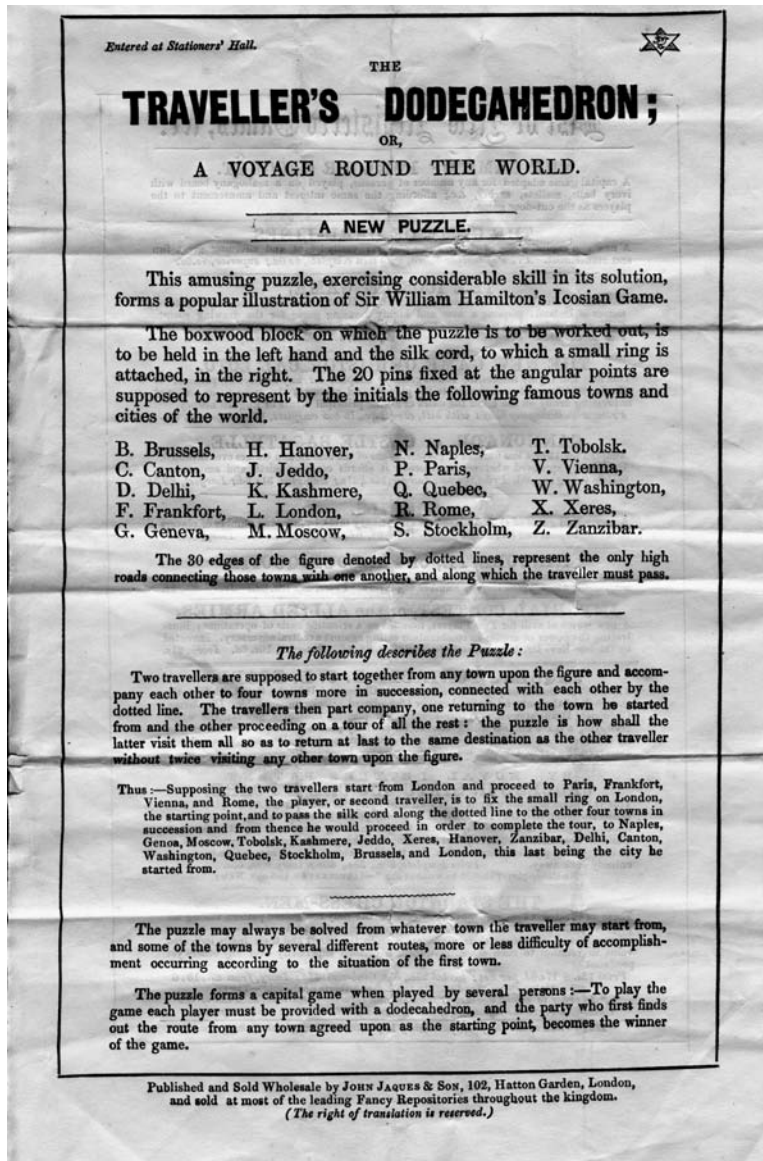 Entered at Stationers' Hall.
THE
TRAVELLER'S DODECAHEDRON;
OR,
A VOYAGE ROUND THE WORLD.
A NEW PUZZLE.
This amusing puzzle, exercising considerable skill in its solution,
forms a popular illustration of Sir William Hamilton's Icosian Game.
The boxwood block on which the puzzle is to be worked out, is
to be held in the left hand and the silk cord, to which a small ring is
attached, in the right. The 20 pins fixed at the angular points are
supposed to represent by the initials the following famous towns and
cities of the world.
B. Brussels, H. Hanover, N. Naples, T. Tobolsk.
C. Canton, J. Jeddo, P. Paris, V. Vienna,
D. Delhi, K. Kashmere, Q. Quebec, W. Washington,
F. Frankfort, L. London, R. Rome, X. Xeres,
G. Geneva, M. Moscow, S. Stockholm, Z. Zanzibar.
The 30 edges of the figure denoted by dotted lines, represent the only high
roads connecting those towns with one another, and along which the traveller must pass.
The following describes the Puzzle:
Two travellers are supposed to start together from any town upon the figure and accom-
pany each other to four towns more in succession, connected with each other by the
dotted line. The travellers then part company, one returning to the town he started
from and the other proceeding on a tour of all the rest: the puzzle is how shall the
latter visit them all so as to return at last to the same destination as the other traveller
without twice visiting any other town upon the figure.
Thus:—Supposing the two travellers start from London and proceed to Paris, Frankfort,
Vienna, and Rome, the player, or second traveller, is to fix the small ring on London,
the starting point, and to pass the silk cord along the dotted line to the other four towns in
succession and from thence he would proceed in order to complete the tour, to Naples,
Genoa, Moscow, Tobolsk, Kashmere, Jeddo, Xeres, Hanover, Zanzibar, Delhi, Canton,
Washington, Quebec, Stockholm, Brussels, and London, this last being the city he
started from.
The puzzle may always be solved from whatever town the traveller may start from,
and some of the towns by several different routes, more or less difficulty of accomplish-
ment occurring according to the situation of the first town.
The puzzle forms a capital game when played by several persons:—To play the
game each player must be provided with a dodecahedron, and the party who first finds
out the route from any town agreed upon as the starting point, becomes the winner
of the game.
Published and Sold Wholesale by JOHN JAQUES & SON, 102, Hatton Garden, London,
and sold at most of the leading Fancy Repositories throughout the kingdom.
(The right of translation is reserved.)